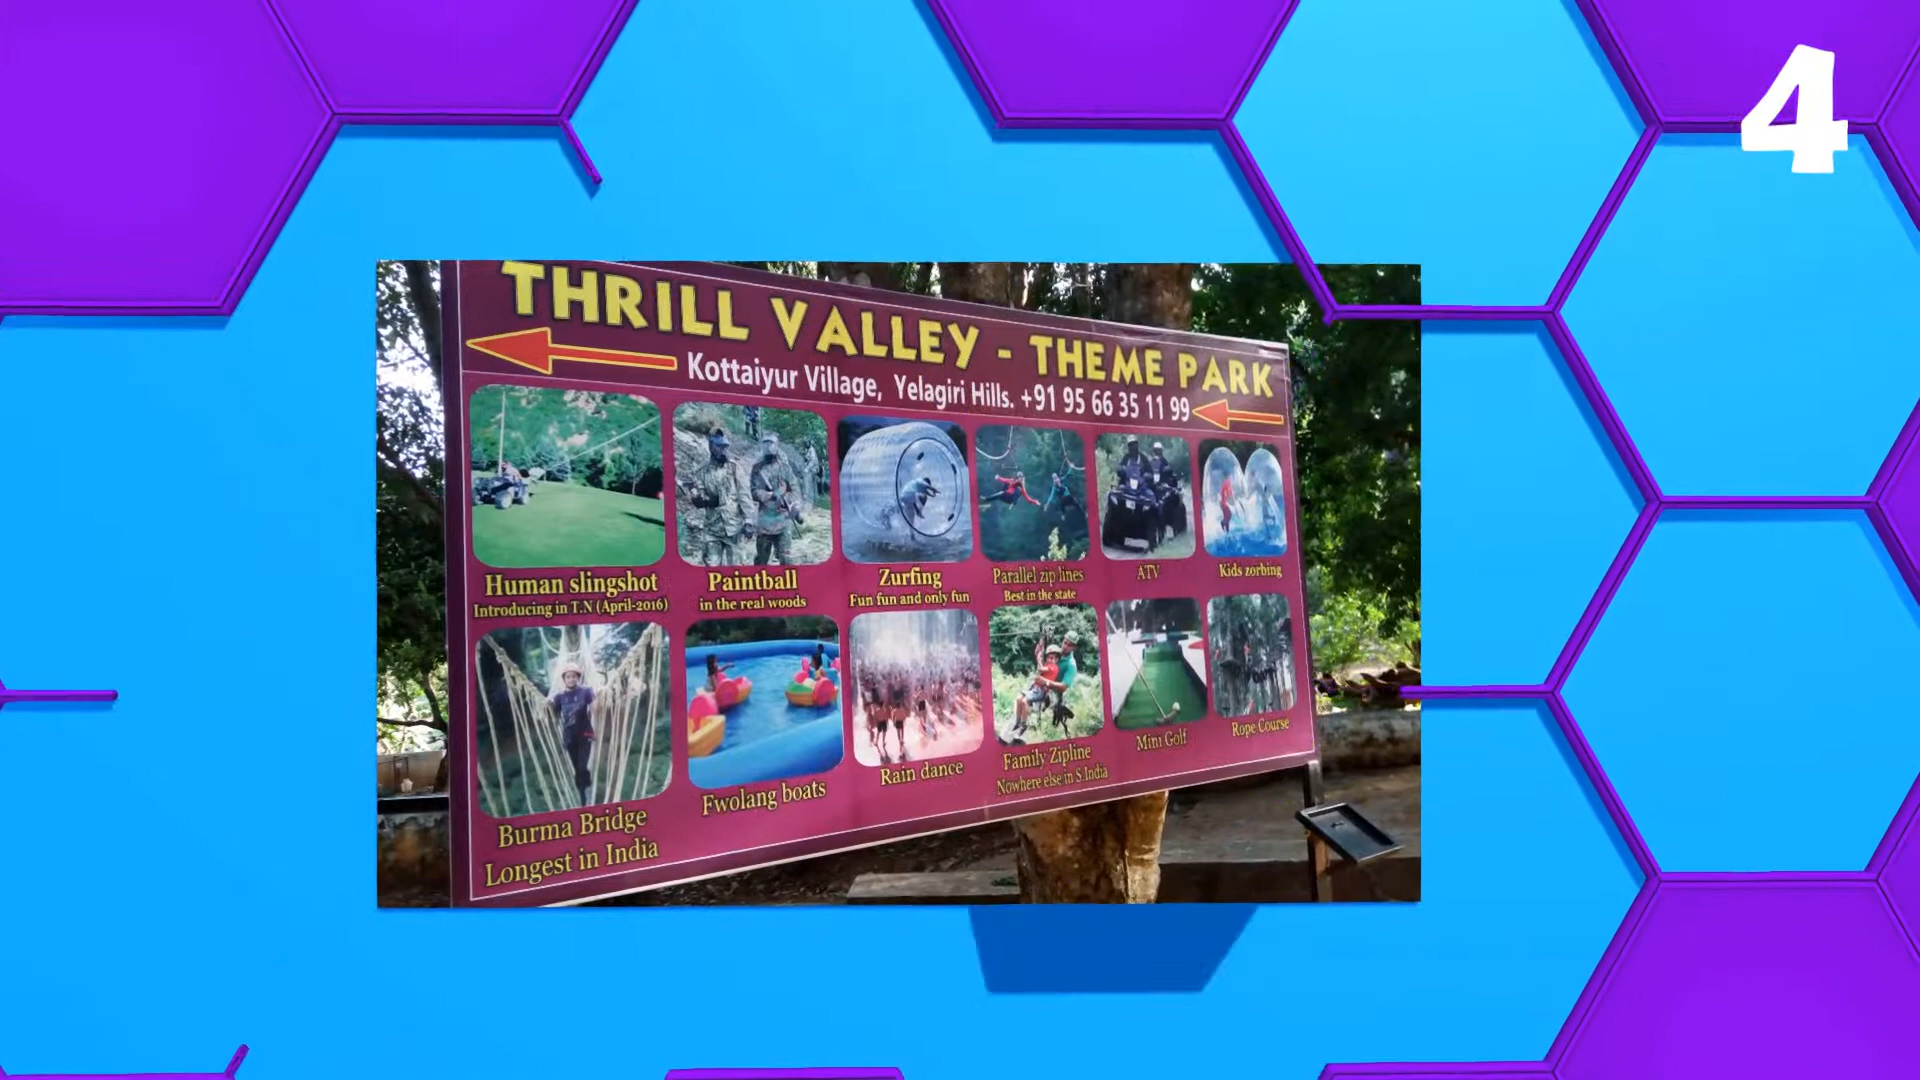 4
THRILL VALLEY - THEME PARK
Kottaiyur Village, Yelagiri Hills. +91 95 66 35 11 99
Human slingshot
Introducing in T.N (April-2016)
Paintball
in the real woods
Zurfing
Fun fun and only fun
Parallel zip lines
Best in the state
ATV
Kids zorbing
Burma Bridge
Longest in India
Fwolang boats
Rain dance
Family Zipline
Nowhere else in S.India
Mini Golf
Rope Course